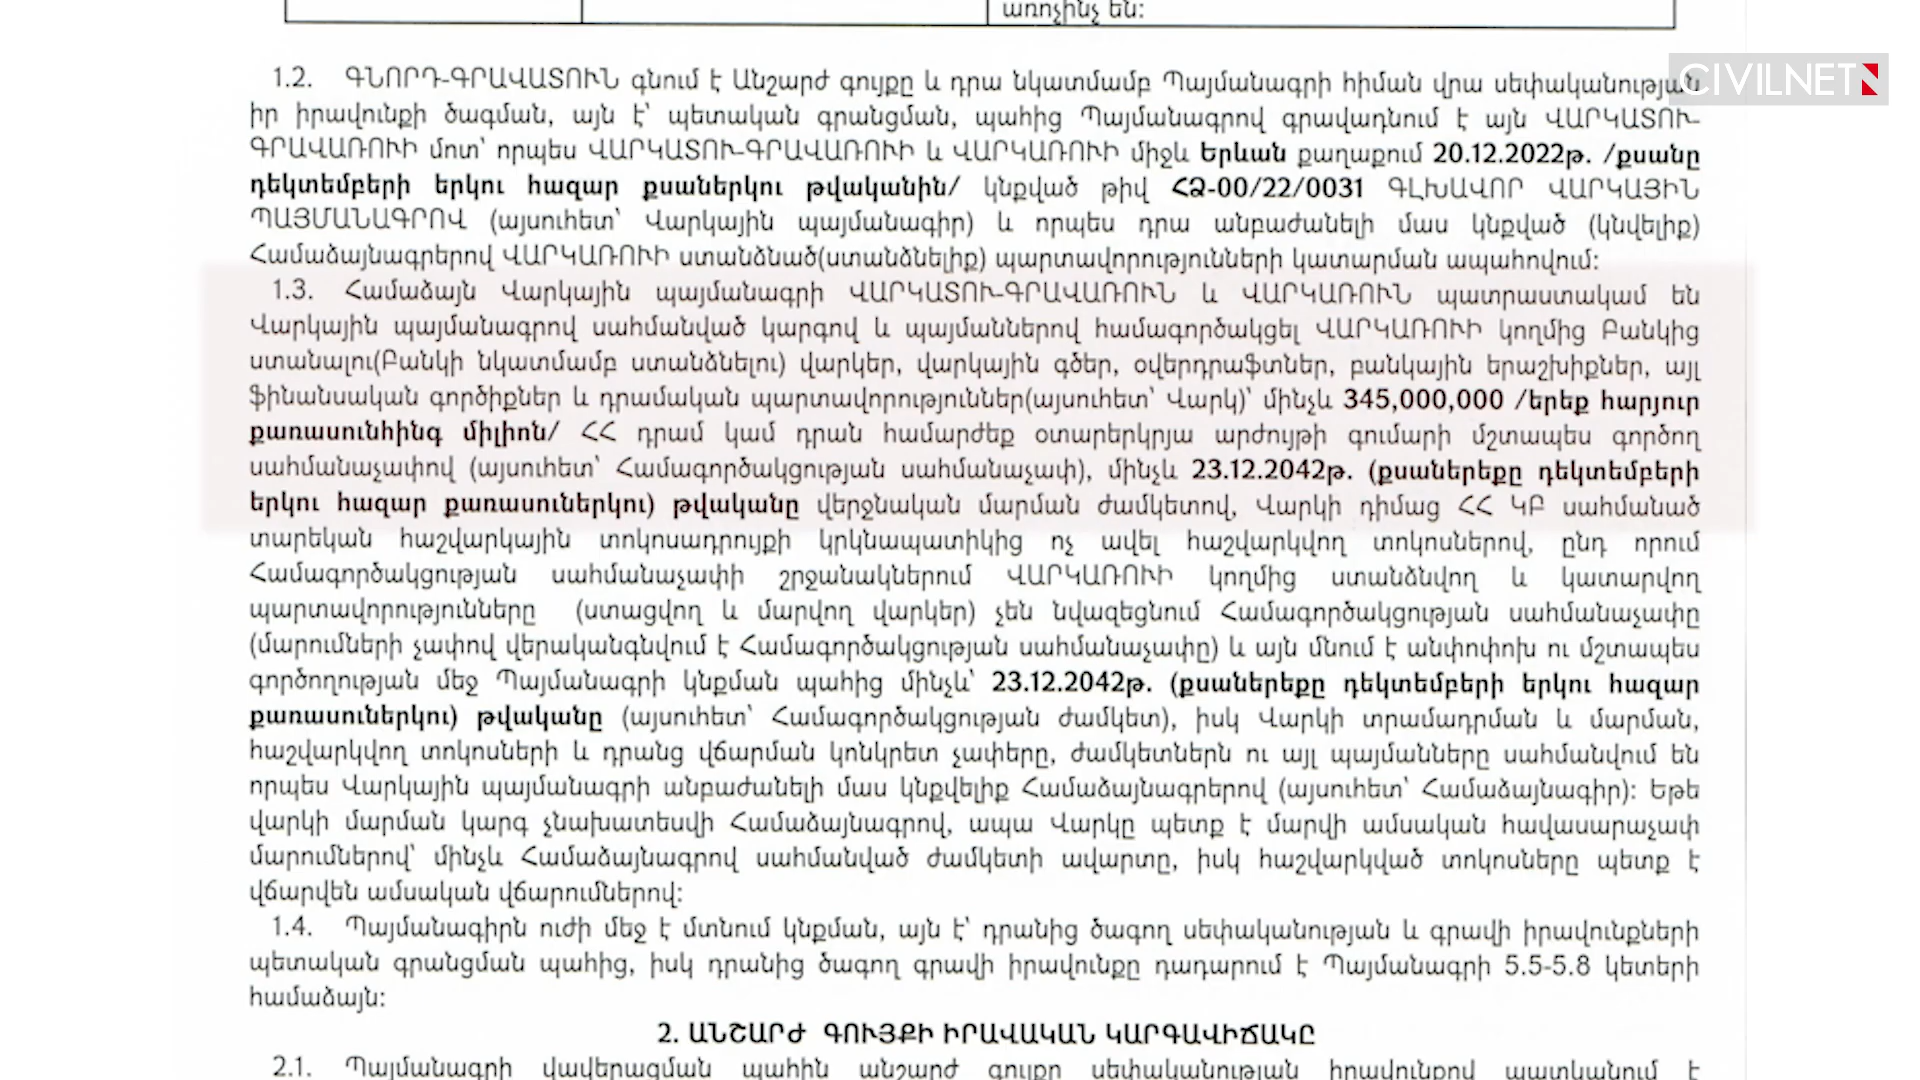 առոչինչ են:
CIVILNET
1.2. ԳՆՈՐԴ-ԳՐԱՎԱՏՈՒՆ գնում է Անշարժ գույքը և դրա նկատմամբ Պայմանագրի հիման վրա սեփականության
իր իրավունքի ծագման, այն է՝ պետական գրանցման, պահից Պայմանագրով գրավադնում է այն ՎԱՐԿԱՏՈՒ-
ԳՐԱՎԱՌՈՒԻ մոտ՝ որպես ՎԱՐԿԱՏՈՒ-ԳՐԱՎԱՌՈՒԻ և ՎԱՐԿԱՌՈՒԻ միջև Երևան քաղաքում 20.12.2022թ. /քսանը
դեկտեմբերի երկու հազար քսաներկու թվականին/ կնքված թիվ ՀՁ-00/22/0031 ԳԼԽԱՎՈՐ ՎԱՐԿԱՅԻՆ
ՊԱՅՄԱՆԱԳՐՈՎ (այսուհետ՝ Վարկային պայմանագիր) և որպես դրա անբաժանելի մաս կնքված (կնվելիք)
Համաձայնագրերով ՎԱՐԿԱՌՈՒԻ ստանձնած(ստանձնելիք) պարտավորությունների կատարման ապահովում:
1.3. Համաձայն Վարկային պայմանագրի ՎԱՐԿԱՏՈՒ-ԳՐԱՎԱՌՈՒՆ և ՎԱՐԿԱՌՈՒՆ պատրաստակամ են
Վարկային պայմանագրով սահմանված կարգով և պայմաններով համագործակցել ՎԱՐԿԱՌՈՒԻ կողմից Բանկից
ստանալու(Բանկի նկատմամբ ստանձնելու) վարկեր, վարկային գծեր, օվերդրաֆտներ, բանկային երաշխիքներ, այլ
ֆինանսական գործիքներ և դրամական պարտավորություններ(այսուհետ՝ Վարկ)՝ մինչև 345,000,000 /երեք հարյուր
քառասունհինգ միլիոն/ ՀՀ դրամ կամ դրան համարժեք օտարերկրյա արժույթի գումարի մշտապես գործող
սահմանաչափով (այսուհետ՝ Համագործակցության սահմանաչափ), մինչև 23.12.2042թ. (քսաներեքը դեկտեմբերի
երկու հազար քառասուներկու) թվականը վերջնական մարման ժամկետով, Վարկի դիմաց ՀՀ ԿԲ սահմանած
տարեկան հաշվարկային տոկոսադրույքի կրկնապատիկից ոչ ավել հաշվարկվող տոկոսներով, ընդ որում
Համագործակցության սահմանաչափի շրջանակներում ՎԱՐԿԱՌՈՒԻ կողմից ստանձնվող և կատարվող
պարտավորությունները (ստացվող և մարվող վարկեր) չեն նվազեցնում Համագործակցության սահմանաչափը
(մարումների չափով վերականգնվում է Համագործակցության սահմանաչափը) և այն մնում է անփոփոխ ու մշտապես
գործողության մեջ Պայմանագրի կնքման պահից մինչև՝ 23.12.2042թ. (քսաներեքը դեկտեմբերի երկու հազար
քառասուներկու) թվականը (այսուհետ՝ Համագործակցության ժամկետ), իսկ Վարկի տրամադրման և մարման,
հաշվարկվող տոկոսների և դրանց վճարման կոնկրետ չափերը, ժամկետներն ու այլ պայմանները սահմանվում են
որպես Վարկային պայմանագրի անբաժանելի մաս կնքվելիք Համաձայնագրերով (այսուհետ՝ Համաձայնագիր): Եթե
վարկի մարման կարգ չնախատեսվի Համաձայնագրով, ապա Վարկը պետք է մարվի ամսական հավասարաչափ
մարումներով՝ մինչև Համաձայնագրով սահմանված ժամկետի ավարտը, իսկ հաշվարկված տոկոսները պետք է
վճարվեն ամսական վճարումներով:
1.4. Պայմանագիրն ուժի մեջ է մտնում կնքման, այն է՝ դրանից ծագող սեփականության և գրավի իրավունքների
պետական գրանցման պահից, իսկ դրանից ծագող գրավի իրավունքը դադարում է Պայմանագրի 5.5-5.8 կետերի
համաձայն:
2. ԱՆՇԱՐԺ ԳՈՒՅՔԻ ԻՐԱՎԱԿԱՆ ԿԱՐԳԱՎԻՃԱԿԸ
2.1. Պայմանագրի վավերացման պահին անշարժ գույքը սեփականության իրավունքով պատկանում է